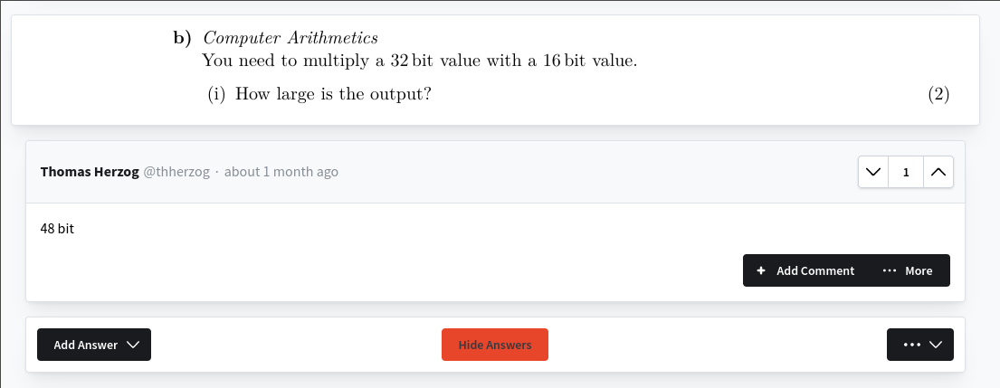 b) Computer Arithmetics
You need to multiply a 32 bit value with a 16 bit value.
(i) How large is the output? (2)
Thomas Herzog @thherzog · about 1 month ago
1
48 bit
+ Add Comment ··· More
Add Answer
Hide Answers
···